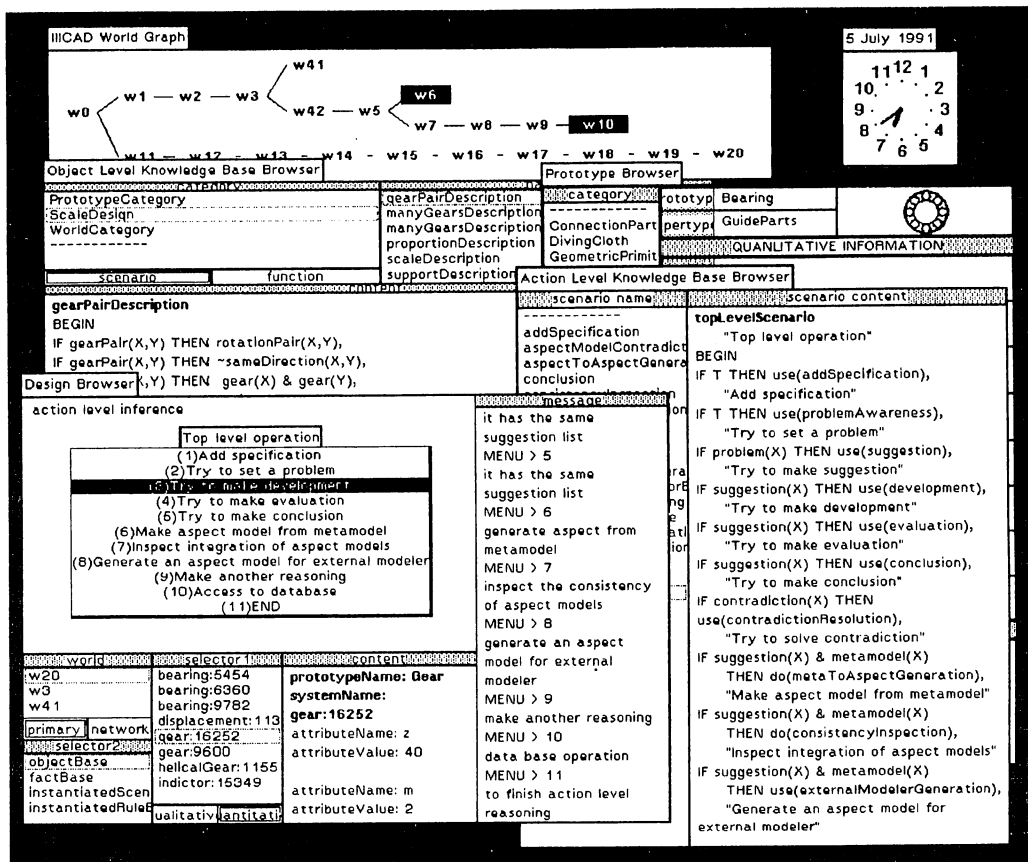 IIICAD World Graph
w41
w1 — w2 — w3
w6
w0
w42 — w5
w7 — w8 — w9 — w10
w11 — w12 - w13 - w14 - w15 - w16 - w17 - w18 - w19 - w20
5 July 1991
12
11 1
10 2
9 3
8 4
7 6 5
Object Level Knowledge Base Browser
category
PrototypeCategory
ScaleDesign
WorldCategory
------------
scenario function
gearPairDescription
manyGearsDescription
manyGearsDescription
proportionDescription
scaleDescription
supportDescription
content
gearPairDescription
BEGIN
IF gearPair(X,Y) THEN rotationPair(X,Y),
IF gearPair(X,Y) THEN ~sameDirection(X,Y),
X,Y) THEN gear(X) & gear(Y),
Prototype Browser
category
------------
ConnectionPart
DivingCloth
GeometricPrimit
ototyp Bearing
pertype GuideParts
QUANLITATIVE INFORMATION
Action Level Knowledge Base Browser
scenario name
------------
addSpecification
aspectModelContradict
aspectToAspectGenera
conclusion
scenario content
topLevelScenario
"Top level operation"
BEGIN
IF T THEN use(addSpecification),
"Add specification"
IF T THEN use(problemAwareness),
"Try to set a problem"
IF problem(X) THEN use(suggestion),
"Try to make suggestion"
IF suggestion(X) THEN use(development),
"Try to make development"
IF suggestion(X) THEN use(evaluation),
"Try to make evaluation"
IF suggestion(X) THEN use(conclusion),
"Try to make conclusion"
IF contradiction(X) THEN
use(contradictionResolution),
"Try to solve contradiction"
IF suggestion(X) & metamodel(X)
THEN do(metaToAspectGeneration),
"Make aspect model from metamodel"
IF suggestion(X) & metamodel(X)
THEN do(consistencyInspection),
"Inspect integration of aspect models"
IF suggestion(X) & metamodel(X)
THEN use(externalModelerGeneration),
"Generate an aspect model for
external modeler"
Design Browser
action level inference
Top level operation
(1)Add specification
(2)Try to set a problem
(3)Try to make development
(4)Try to make evaluation
(5)Try to make conclusion
(6)Make aspect model from metamodel
(7)Inspect integration of aspect models
(8)Generate an aspect model for external modeler
(9)Make another reasoning
(10)Access to database
(11)END
message
it has the same
suggestion list
MENU > 5
it has the same
suggestion list
MENU > 6
generate aspect from
metamodel
MENU > 7
inspect the consistency
of aspect models
MENU > 8
generate an aspect
model for external
modeler
MENU > 9
make another reasoning
MENU > 10
data base operation
MENU > 11
to finish action level
reasoning
world
w20
w3
w41
primary network
selector2
objectBase
factBase
instantiatedScen
instantiatedRuleB
selector1
bearing:5454
bearing:6360
bearing:9782
displacement:113
gear:16252
gear:9600
helicalGear:1155
indictor:15349
ualitativ uantitati
content
prototypeName: Gear
systemName:
gear:16252
attributeName: z
attributeValue: 40
attributeName: m
attributeValue: 2